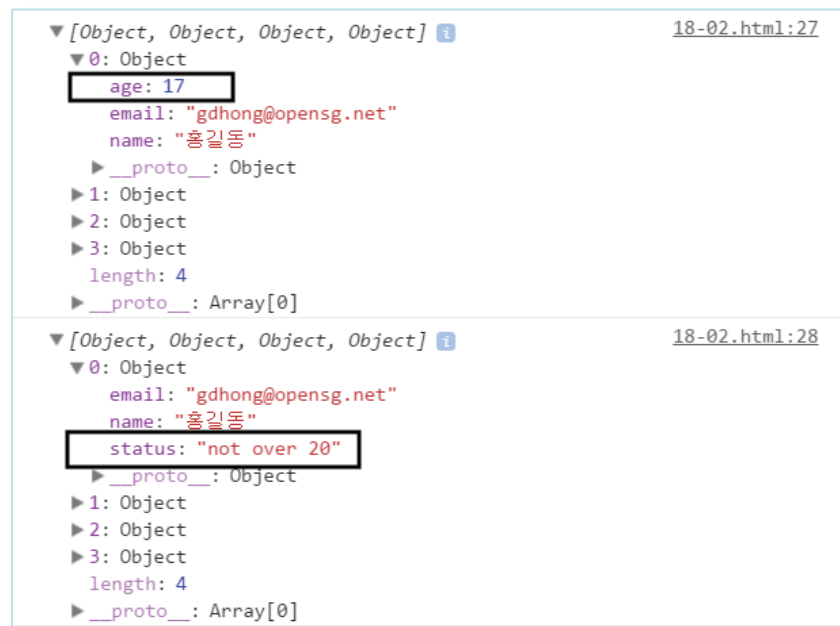 ▼[Object, Object, Object, Object] i 18-02.html:27
▼0: Object
age: 17
email: "gdhong@opensg.net"
name: "홍길동"
▶__proto__: Object
▶1: Object
▶2: Object
▶3: Object
length: 4
▶__proto__: Array[0]
▼[Object, Object, Object, Object] i 18-02.html:28
▼0: Object
email: "gdhong@opensg.net"
name: "홍길동"
status: "not over 20"
▶__proto__: Object
▶1: Object
▶2: Object
▶3: Object
length: 4
▶__proto__: Array[0]